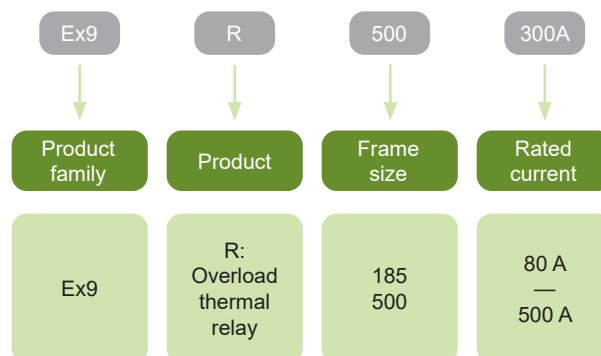 Ex9 R 500 300A
Product family
Product
Frame size
Rated current
Ex9
R:
Overload
thermal
relay
185
500
80 A
—
500 A